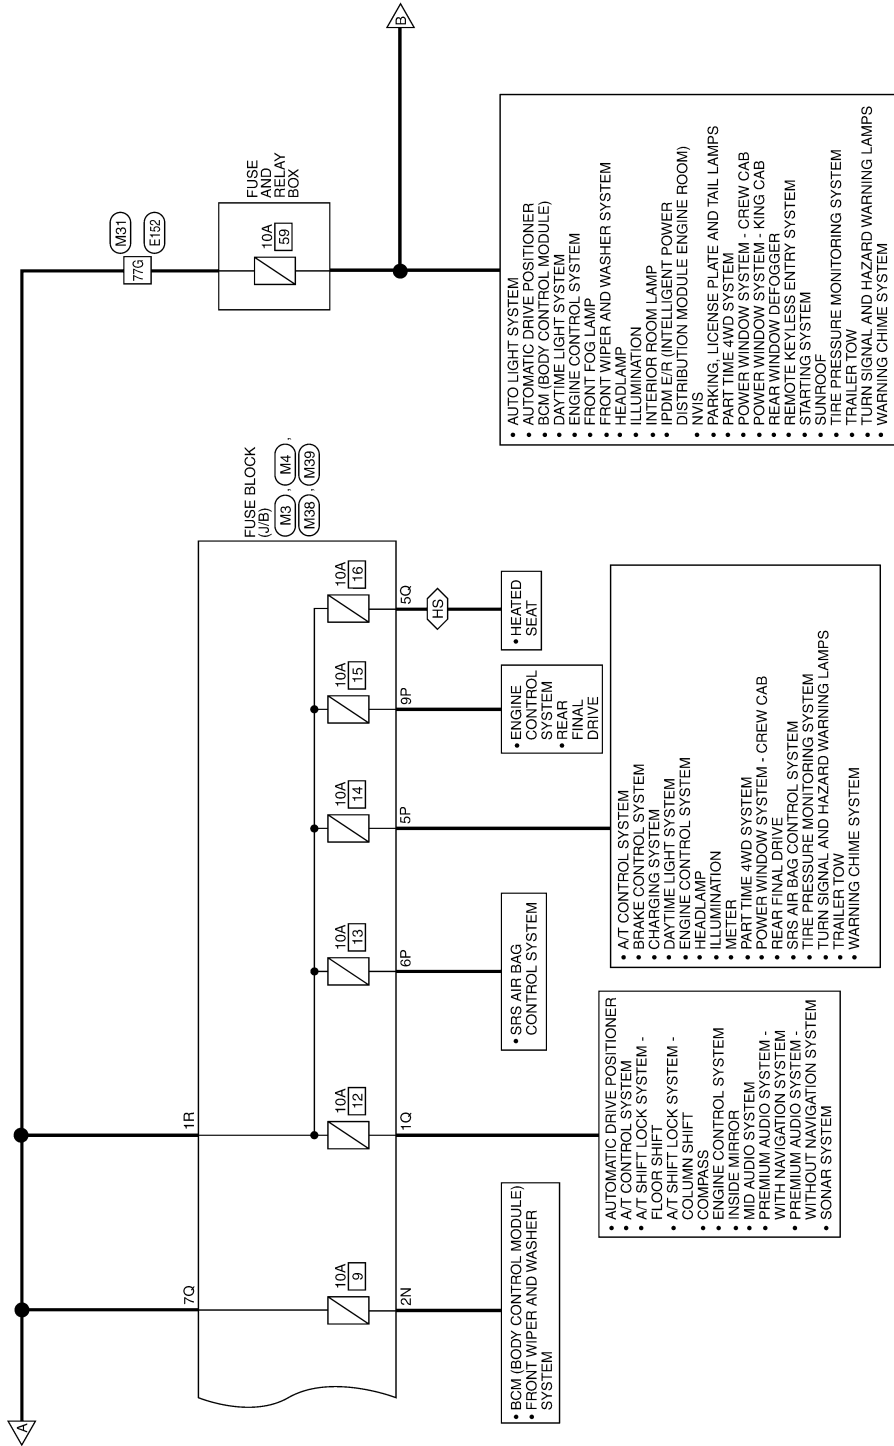 A
7Q
1R
M31
77G
E152
FUSE
AND
RELAY
BOX
10A
59
B
FUSE BLOCK
(J/B)
M3 , M4 ,
M38 , M39
10A
9
10A
12
10A
13
10A
14
10A
15
10A
16
2N
1Q
6P
5P
9P
5Q
HS
• BCM (BODY CONTROL MODULE)
• FRONT WIPER AND WASHER
SYSTEM
• AUTOMATIC DRIVE POSITIONER
• A/T CONTROL SYSTEM
• A/T SHIFT LOCK SYSTEM -
FLOOR SHIFT
• A/T SHIFT LOCK SYSTEM -
COLUMN SHIFT
• COMPASS
• ENGINE CONTROL SYSTEM
• INSIDE MIRROR
• MID AUDIO SYSTEM
• PREMIUM AUDIO SYSTEM -
WITH NAVIGATION SYSTEM
• PREMIUM AUDIO SYSTEM -
WITHOUT NAVIGATION SYSTEM
• SONAR SYSTEM
• SRS AIR BAG
CONTROL SYSTEM
• A/T CONTROL SYSTEM
• BRAKE CONTROL SYSTEM
• CHARGING SYSTEM
• DAYTIME LIGHT SYSTEM
• ENGINE CONTROL SYSTEM
• HEADLAMP
• ILLUMINATION
• METER
• PART TIME 4WD SYSTEM
• POWER WINDOW SYSTEM - CREW CAB
• REAR FINAL DRIVE
• SRS AIR BAG CONTROL SYSTEM
• TIRE PRESSURE MONITORING SYSTEM
• TURN SIGNAL AND HAZARD WARNING LAMPS
• TRAILER TOW
• WARNING CHIME SYSTEM
• ENGINE
CONTROL
SYSTEM
• REAR
FINAL
DRIVE
• HEATED
SEAT
• AUTO LIGHT SYSTEM
• AUTOMATIC DRIVE POSITIONER
• BCM (BODY CONTROL MODULE)
• DAYTIME LIGHT SYSTEM
• ENGINE CONTROL SYSTEM
• FRONT FOG LAMP
• FRONT WIPER AND WASHER SYSTEM
• HEADLAMP
• ILLUMINATION
• INTERIOR ROOM LAMP
• IPDM E/R (INTELLIGENT POWER
DISTRIBUTION MODULE ENGINE ROOM)
• NVIS
• PARKING, LICENSE PLATE AND TAIL LAMPS
• PART TIME 4WD SYSTEM
• POWER WINDOW SYSTEM - CREW CAB
• POWER WINDOW SYSTEM - KING CAB
• REAR WINDOW DEFOGGER
• REMOTE KEYLESS ENTRY SYSTEM
• STARTING SYSTEM
• SUNROOF
• TIRE PRESSURE MONITORING SYSTEM
• TRAILER TOW
• TURN SIGNAL AND HAZARD WARNING LAMPS
• WARNING CHIME SYSTEM